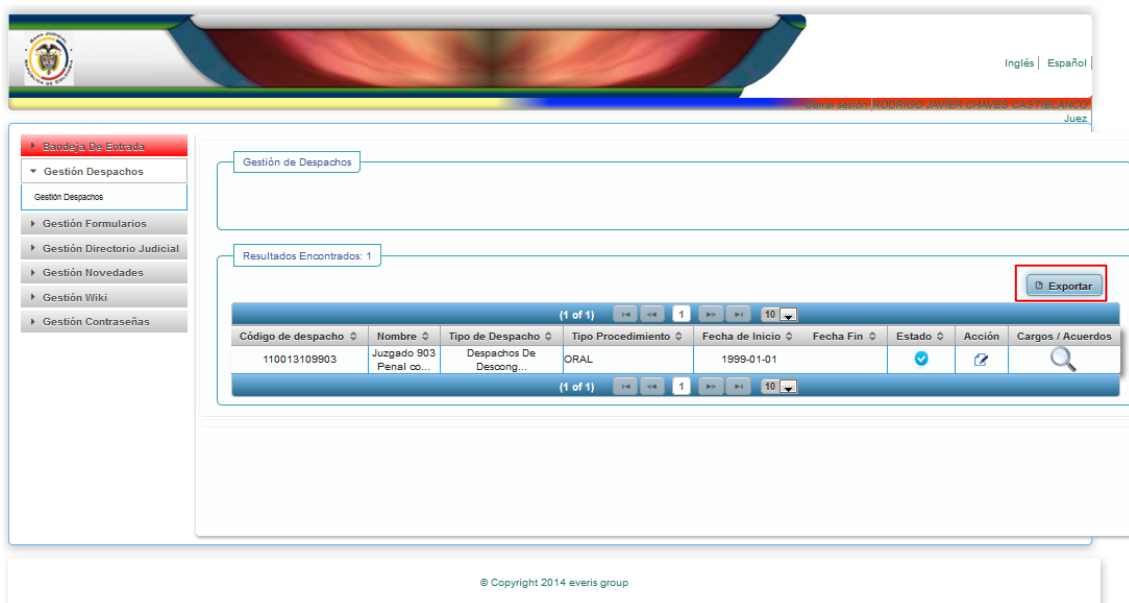 Inglés | Español |
Cerrar sesión RODRIGO JAVIER CHAVES CASTIBLANCO
Juez
Bandeja De Entrada
Gestión Despachos
Gestión Despachos
Gestión Formularios
Gestión Directorio Judicial
Gestión Novedades
Gestión Wiki
Gestión Contraseñas
Gestión de Despachos
Resultados Encontrados: 1
Exportar
(1 of 1) 1 10
Código de despacho Nombre Tipo de Despacho Tipo Procedimiento Fecha de Inicio Fecha Fin Estado Acción Cargos / Acuerdos
110013109903 Juzgado 903 Penal co... Despachos De Descong... ORAL 1999-01-01
(1 of 1) 1 10
© Copyright 2014 everis group